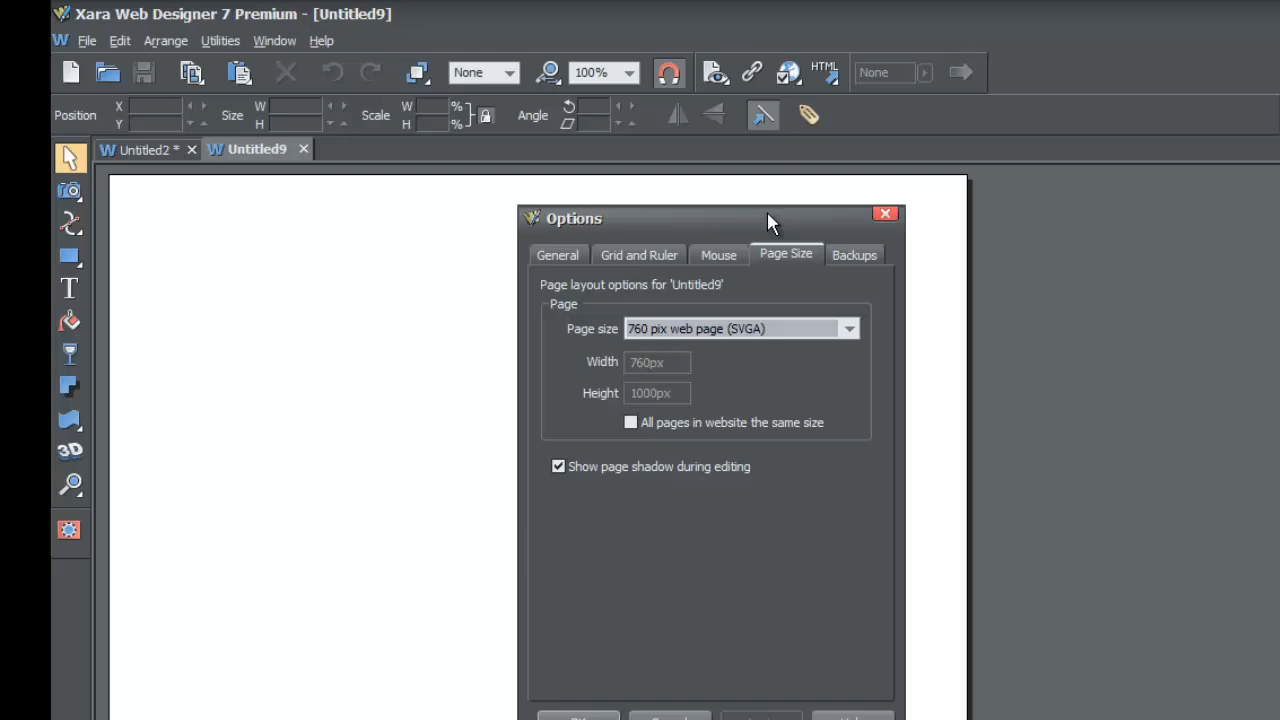 Xara Web Designer 7 Premium - [Untitled9]
File Edit Arrange Utilities Window Help
None 100% HTML None
Position X Y Size W H Scale W H % % Angle
Untitled2 * Untitled9
Options
General Grid and Ruler Mouse Page Size Backups
Page layout options for 'Untitled9'
Page
Page size 760 pix web page (SVGA)
Width 760px
Height 1000px
All pages in website the same size
Show page shadow during editing
T
3D